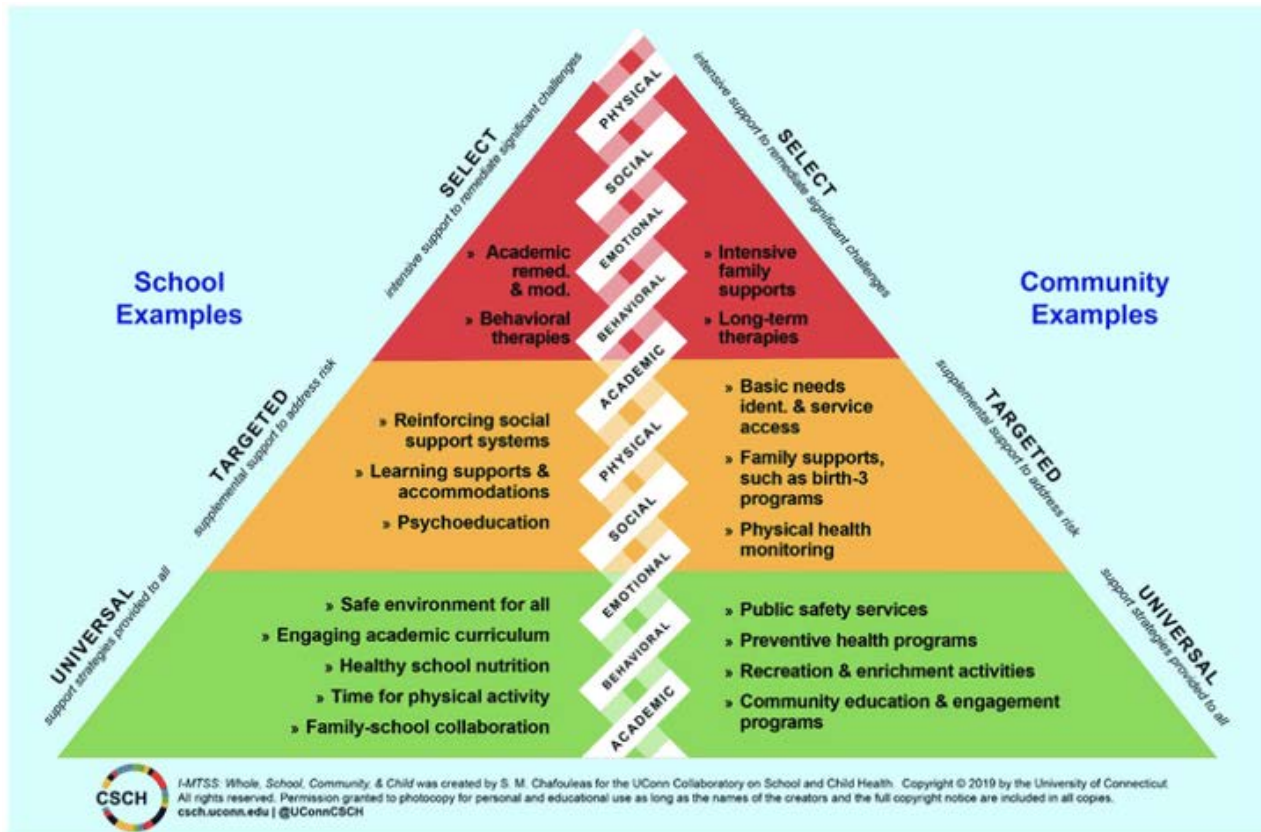 SELECT
intensive support to remediate significant challenges
TARGETED
supplemental support to address risk
UNIVERSAL
support strategies provided to all
School
Examples
» Academic
remed.
& mod.
» Behavioral
therapies
» Reinforcing social
support systems
» Learning supports &
accommodations
» Psychoeducation
» Safe environment for all
» Engaging academic curriculum
» Healthy school nutrition
» Time for physical activity
» Family-school collaboration
PHYSICAL
SOCIAL
EMOTIONAL
BEHAVIORAL
ACADEMIC
PHYSICAL
SOCIAL
EMOTIONAL
BEHAVIORAL
ACADEMIC
» Intensive
family
supports
» Long-term
therapies
» Basic needs
ident. & service
access
» Family supports,
such as birth-3
programs
» Physical health
monitoring
» Public safety services
» Preventive health programs
» Recreation & enrichment activities
» Community education & engagement
programs
SELECT
intensive support to remediate significant challenges
TARGETED
supplemental support to address risk
UNIVERSAL
support strategies provided to all
Community
Examples
CSCH
I-MTSS: Whole, School, Community, & Child was created by S. M. Chafouleas for the UConn Collaboratory on School and Child Health. Copyright © 2019 by the University of Connecticut.
All rights reserved. Permission granted to photocopy for personal and educational use as long as the names of the creators and the full copyright notice are included in all copies.
csch.uconn.edu | @UConnCSCH